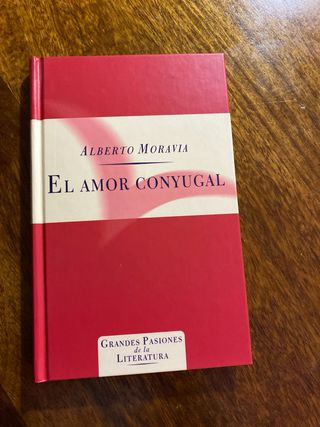 ALBERTO MORAVIA
EL AMOR CONYUGAL
GRANDES PASIONES
de la
LITERATURA